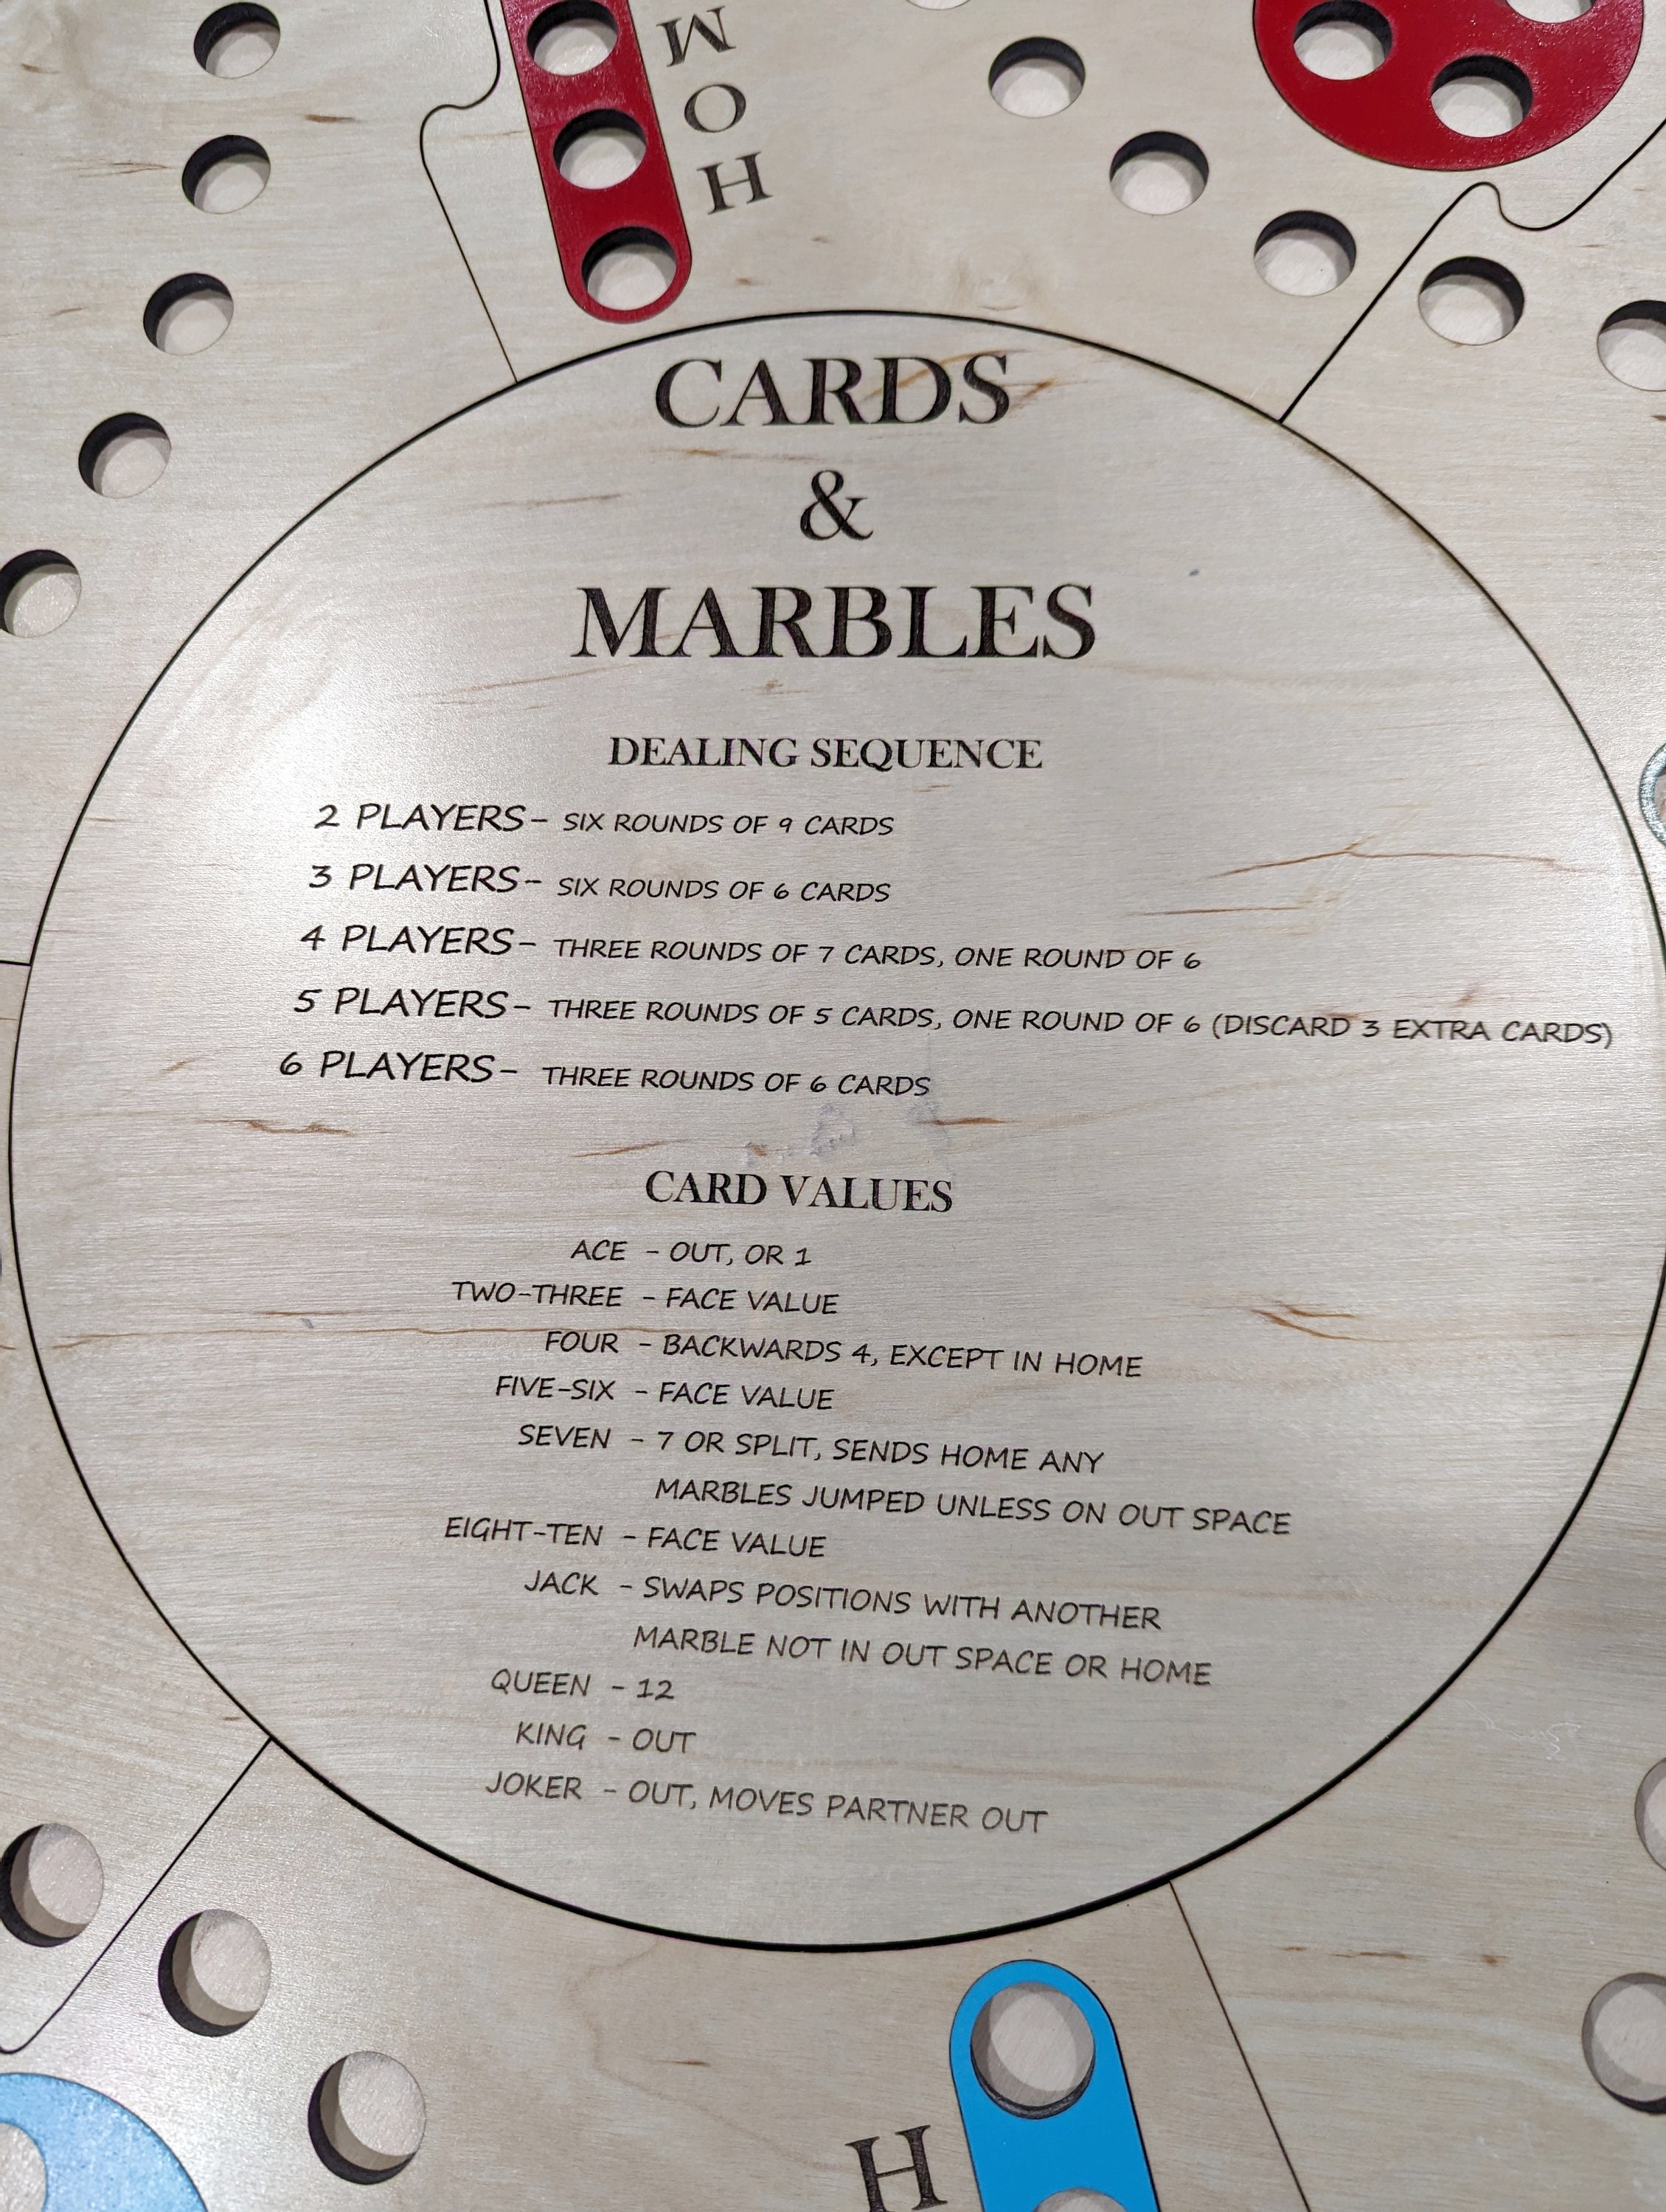 M
O
H
CARDS
&
MARBLES
DEALING SEQUENCE
2 PLAYERS- SIX ROUNDS OF 9 CARDS
3 PLAYERS- SIX ROUNDS OF 6 CARDS
4 PLAYERS- THREE ROUNDS OF 7 CARDS, ONE ROUND OF 6
5 PLAYERS- THREE ROUNDS OF 5 CARDS, ONE ROUND OF 6 (DISCARD 3 EXTRA CARDS)
6 PLAYERS- THREE ROUNDS OF 6 CARDS
CARD VALUES
ACE - OUT, OR 1
TWO-THREE - FACE VALUE
FOUR - BACKWARDS 4, EXCEPT IN HOME
FIVE-SIX - FACE VALUE
SEVEN - 7 OR SPLIT, SENDS HOME ANY
MARBLES JUMPED UNLESS ON OUT SPACE
EIGHT-TEN - FACE VALUE
JACK - SWAPS POSITIONS WITH ANOTHER
MARBLE NOT IN OUT SPACE OR HOME
QUEEN - 12
KING - OUT
JOKER - OUT, MOVES PARTNER OUT
H